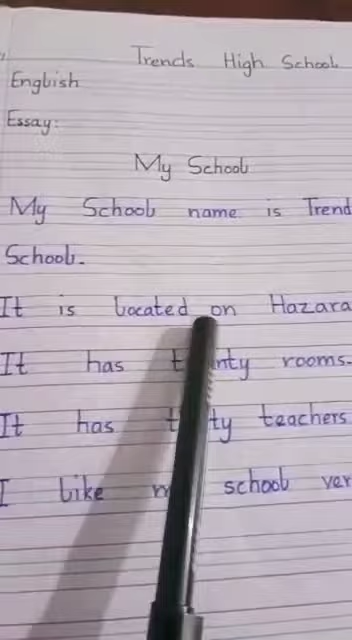 Trends High School
English
Essay:
My School
My School name is Trend
School.
It is located on Hazara
It has rooms.
It has teachers
I like school ver